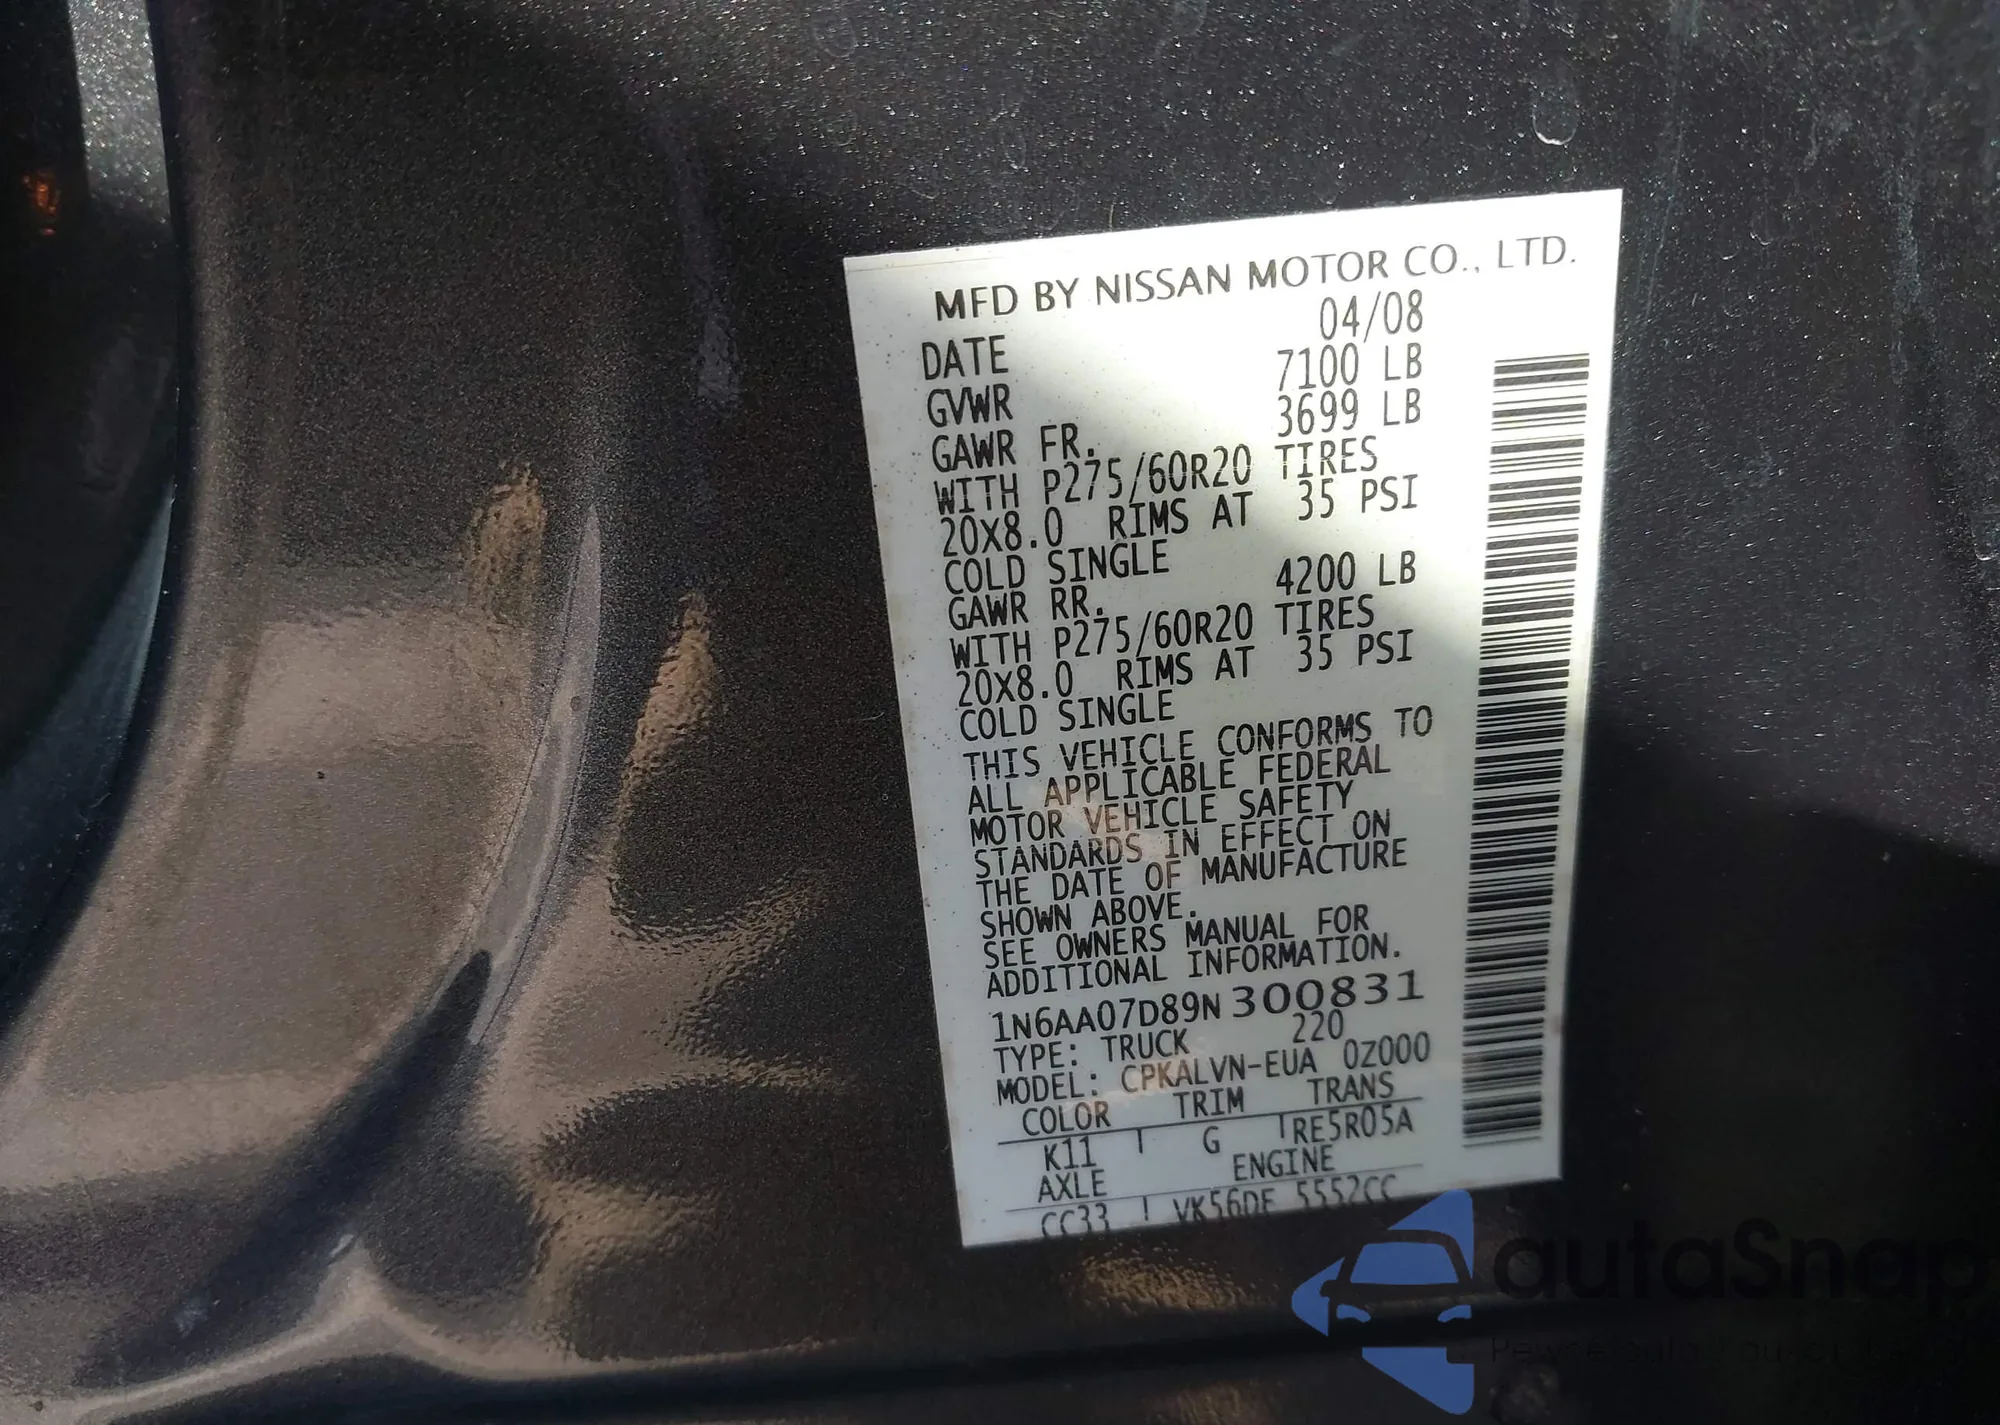 MFD BY NISSAN MOTOR CO., LTD.
DATE 04/08
GVWR 7100 LB
GAWR FR. 3699 LB
WITH P275/60R20 TIRES
20X8.0 RIMS AT 35 PSI
COLD SINGLE
GAWR RR. 4200 LB
WITH P275/60R20 TIRES
20X8.0 RIMS AT 35 PSI
COLD SINGLE
THIS VEHICLE CONFORMS TO
ALL APPLICABLE FEDERAL
MOTOR VEHICLE SAFETY
STANDARDS IN EFFECT ON
THE DATE OF MANUFACTURE
SHOWN ABOVE.
SEE OWNERS MANUAL FOR
ADDITIONAL INFORMATION.
1N6AA07D89N300831
TYPE: TRUCK 220
MODEL: CPKALVN-EUA 0Z000
COLOR TRIM TRANS
K11 G RE5R05A
AXLE ENGINE
CC33 VK56DE 5552CC
autaSnap